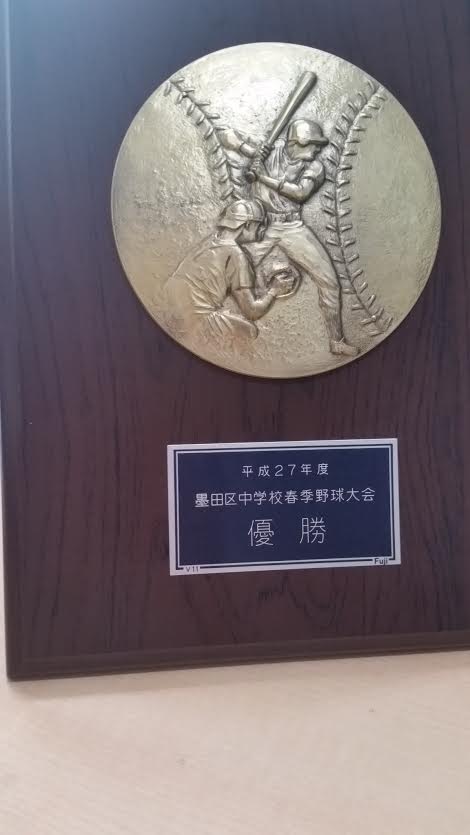 平成27年度
墨田区中学校春季野球大会
優勝
V11
Fuji